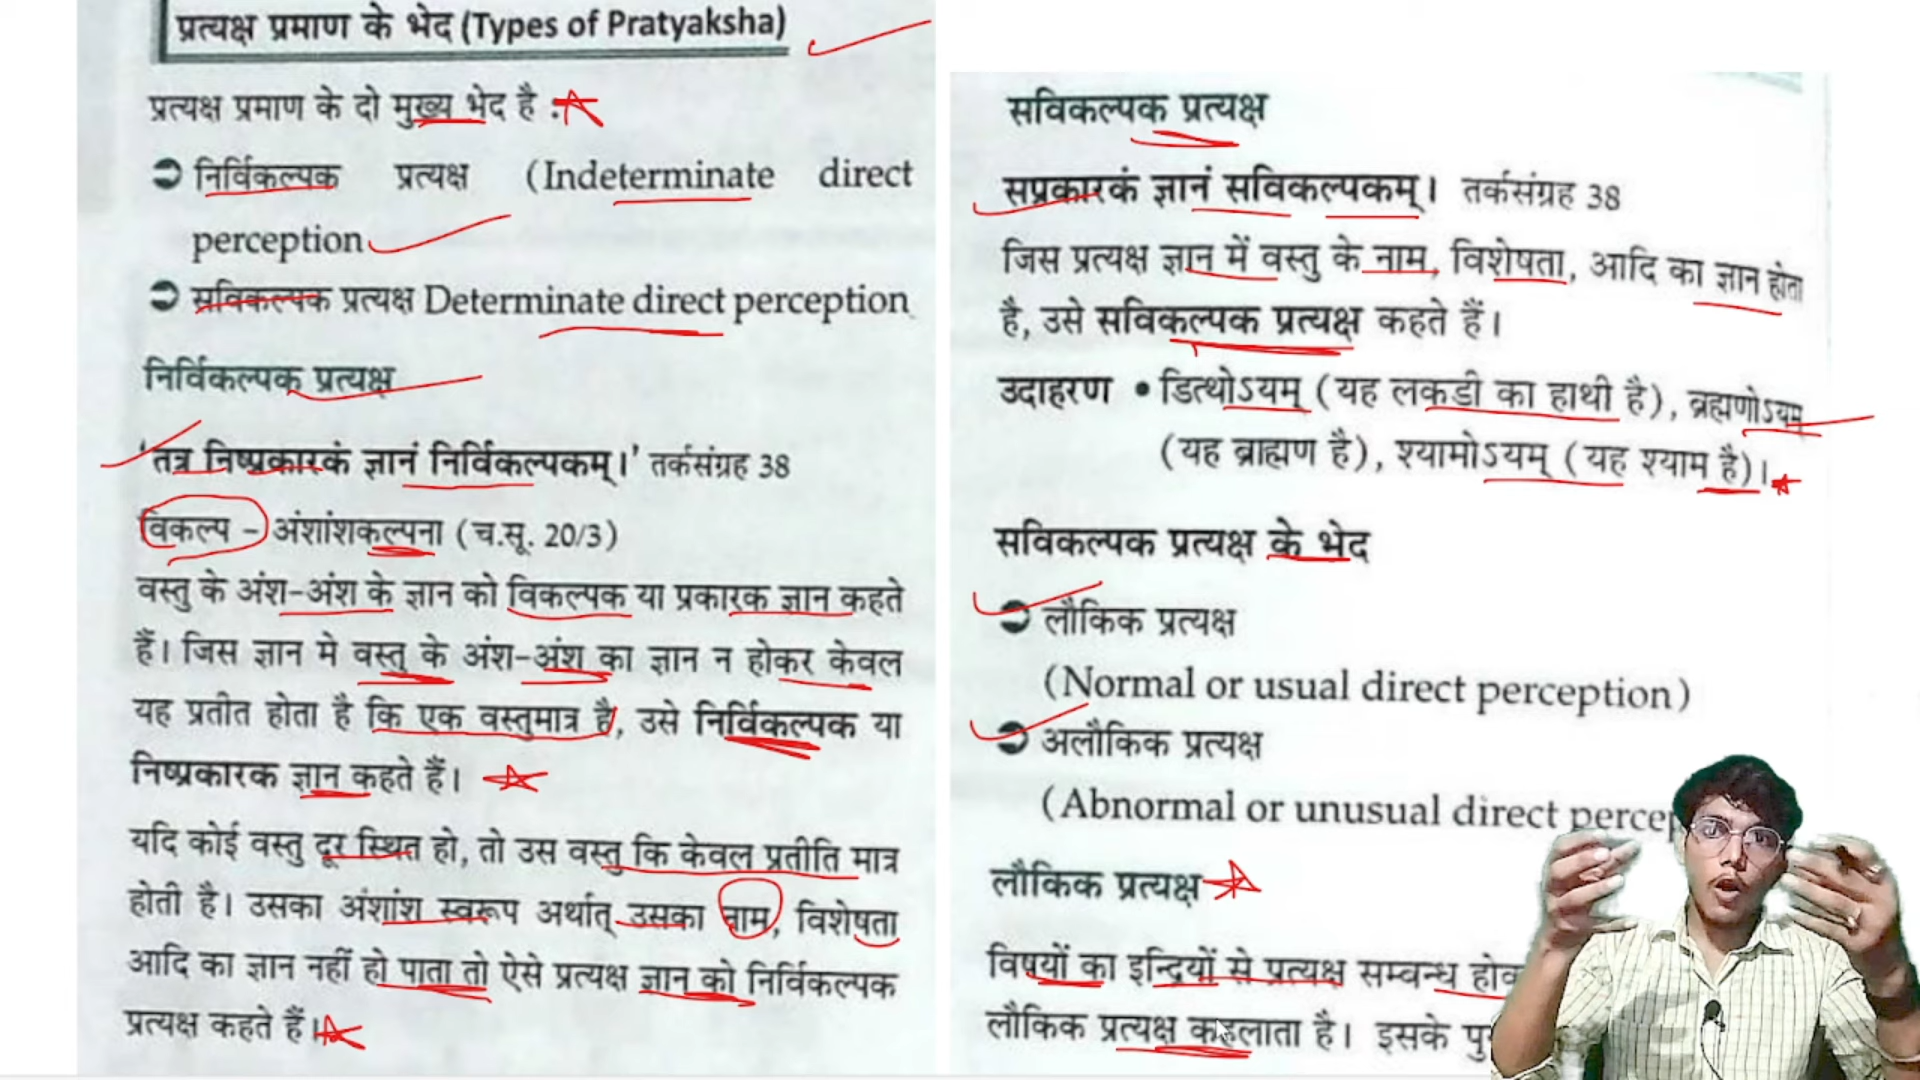 प्रत्यक्ष प्रमाण के भेद (Types of Pratyaksha)
प्रत्यक्ष प्रमाण के दो मुख्य भेद है :
निर्विकल्पक प्रत्यक्ष (Indeterminate direct
perception
सविकल्पक प्रत्यक्ष Determinate direct perception
निर्विकल्पक प्रत्यक्ष
'तत्र निष्प्रकारकं ज्ञानं निर्विकल्पकम्।' तर्कसंग्रह 38
विकल्प - अंशांशकल्पना (च.सू. 20/3)
वस्तु के अंश-अंश के ज्ञान को विकल्पक या प्रकारक ज्ञान कहते
हैं। जिस ज्ञान मे वस्तु के अंश-अंश का ज्ञान न होकर केवल
यह प्रतीत होता है कि एक वस्तुमात्र है, उसे निर्विकल्पक या
निष्प्रकारक ज्ञान कहते हैं।
यदि कोई वस्तु दूर स्थित हो, तो उस वस्तु कि केवल प्रतीति मात्र
होती है। उसका अंशांश स्वरूप अर्थात् उसका नाम, विशेषता
आदि का ज्ञान नहीं हो पाता तो ऐसे प्रत्यक्ष ज्ञान को निर्विकल्पक
प्रत्यक्ष कहते हैं।
सविकल्पक प्रत्यक्ष
सप्रकारकं ज्ञानं सविकल्पकम्। तर्कसंग्रह 38
जिस प्रत्यक्ष ज्ञान में वस्तु के नाम, विशेषता, आदि का ज्ञान होता
है, उसे सविकल्पक प्रत्यक्ष कहते हैं।
उदाहरण • डित्थोऽयम् (यह लकडी का हाथी है), ब्रह्मणोऽयम्
(यह ब्राह्मण है), श्यामोऽयम् (यह श्याम है)।
सविकल्पक प्रत्यक्ष के भेद
लौकिक प्रत्यक्ष
(Normal or usual direct perception)
अलौकिक प्रत्यक्ष
(Abnormal or unusual direct
लौकिक प्रत्यक्ष
विषयों का इन्द्रियों से प्रत्यक्ष सम्बन्ध
लौकिक प्रत्यक्ष कहलाता है। इसके